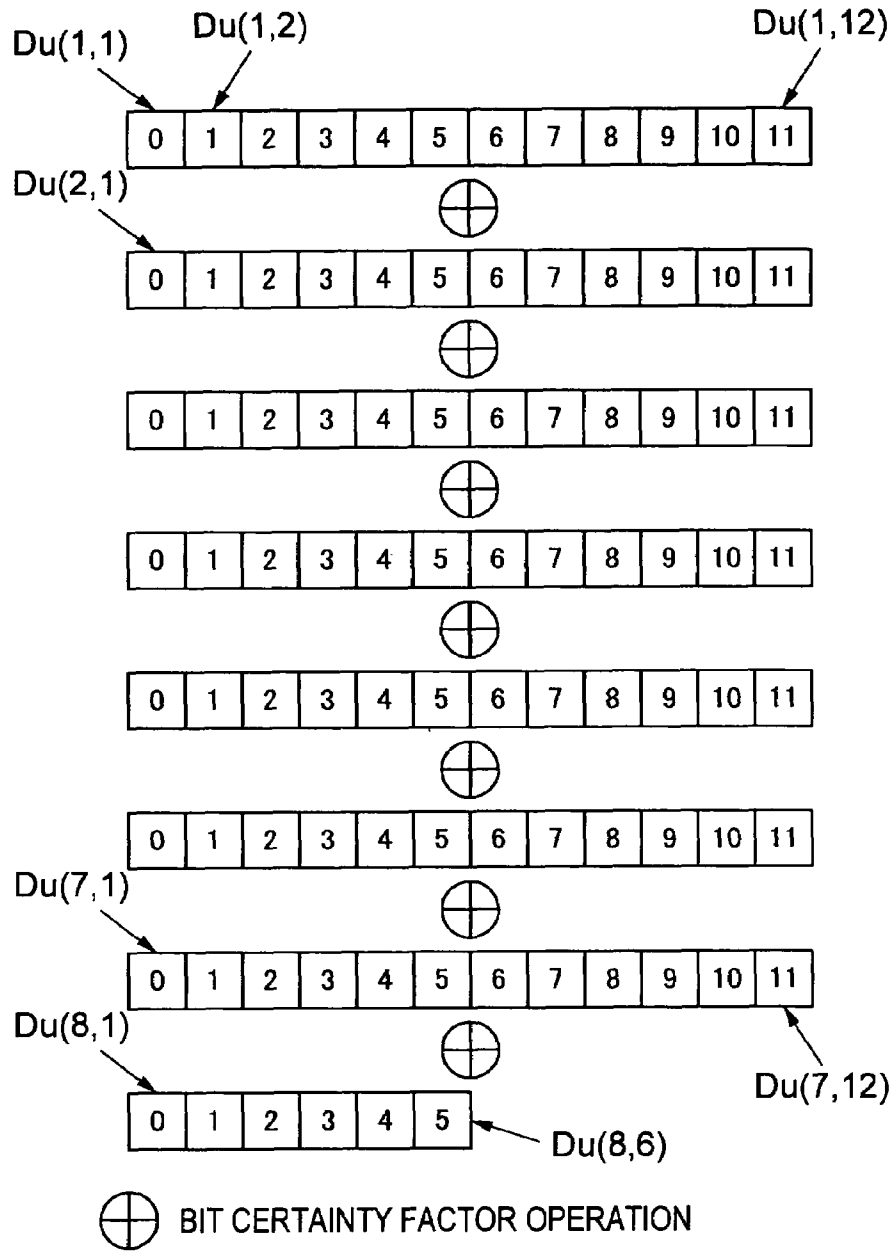 Du(1,1) Du(1,2) Du(1,12)
0 1 2 3 4 5 6 7 8 9 10 11
Du(2,1)
0 1 2 3 4 5 6 7 8 9 10 11
0 1 2 3 4 5 6 7 8 9 10 11
0 1 2 3 4 5 6 7 8 9 10 11
0 1 2 3 4 5 6 7 8 9 10 11
0 1 2 3 4 5 6 7 8 9 10 11
Du(7,1)
0 1 2 3 4 5 6 7 8 9 10 11
Du(8,1)
Du(7,12)
0 1 2 3 4 5
Du(8,6)
BIT CERTAINTY FACTOR OPERATION